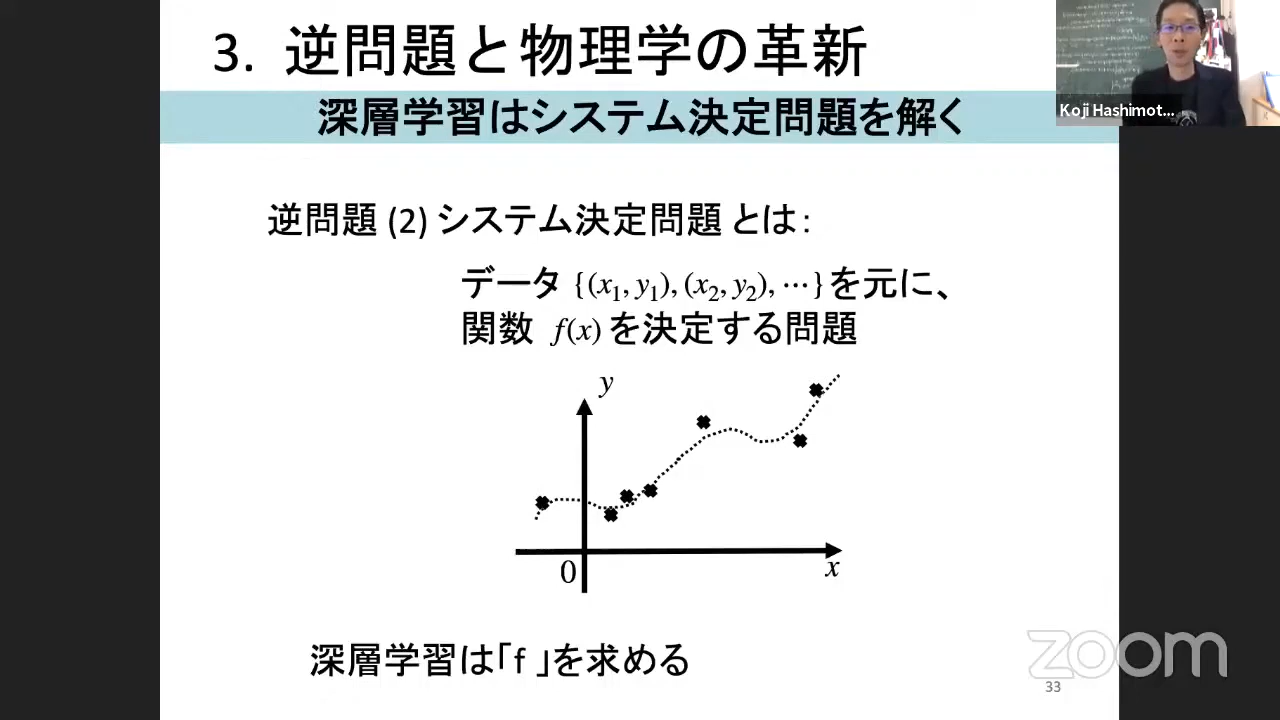 3. 逆問題と物理学の革新
深層学習はシステム決定問題を解く
Koji Hashimot...
逆問題 (2) システム決定問題 とは：
データ {(x₁, y₁), (x₂, y₂), ⋯} を元に、
関数 f(x) を決定する問題
y
0
x
深層学習は「f 」を求める
zoom
33